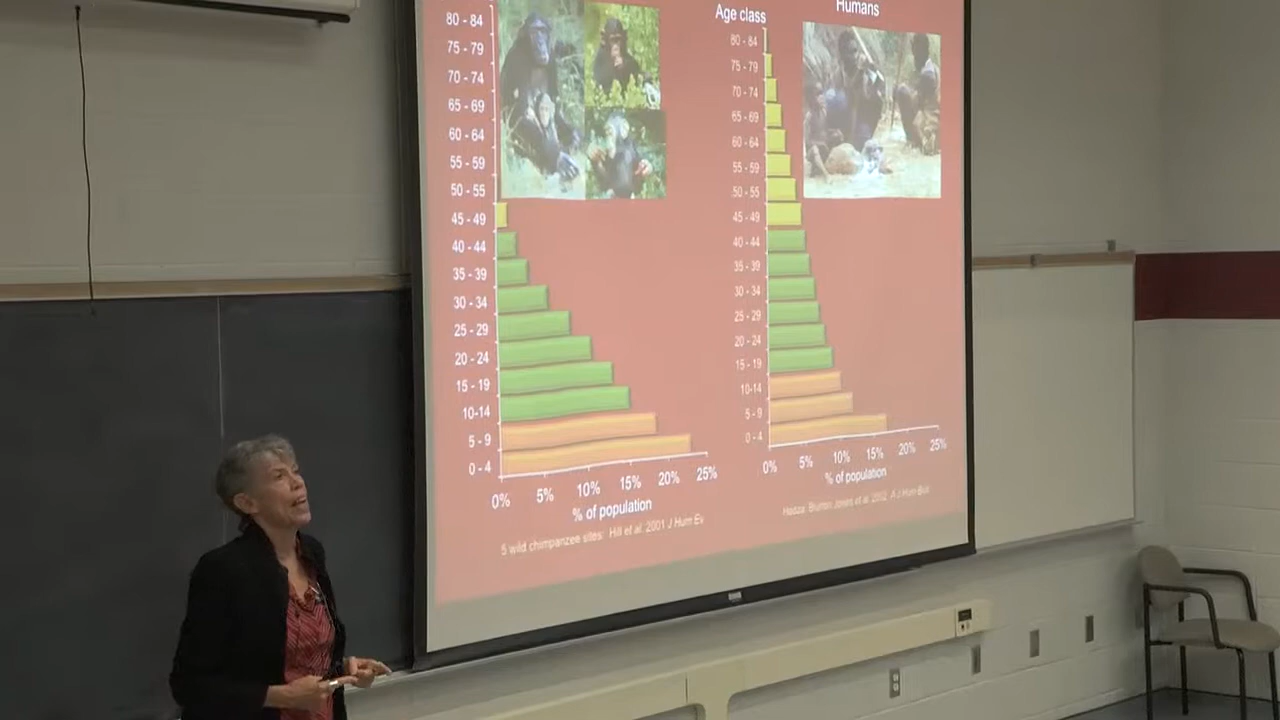 80 - 84
75 - 79
70 - 74
65 - 69
60 - 64
55 - 59
50 - 55
45 - 49
40 - 44
35 - 39
30 - 34
25 - 29
20 - 24
15 - 19
10-14
5 - 9
0 - 4
0% 5% 10% 15% 20% 25%
% of population
5 wild chimpanzee sites: Hill et al. 2001 J Hum Ev
Age class
Humans
80 - 84
75 - 79
70 - 74
65 - 69
60 - 64
55 - 59
50 - 55
45 - 49
40 - 44
35 - 39
30 - 34
25 - 29
20 - 24
15 - 19
10-14
5 - 9
0 - 4
0% 5% 10% 15% 20% 25%
% of population
Hadza: Blurton Jones et al. 2002 A J Hum Biol